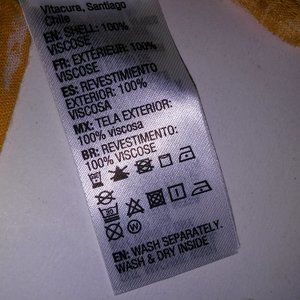 Vitacura, Santiago
Chile
EN: SHELL: 100%
VISCOSE
FR: EXTÉRIEUR: 100%
VISCOSE
ES: REVESTIMIENTO
EXTERIOR: 100%
VISCOSA
MX: TELA EXTERIOR:
100% viscosa
BR: REVESTIMENTO:
100% VISCOSE
W
EN: WASH SEPARATELY.
WASH & DRY INSIDE